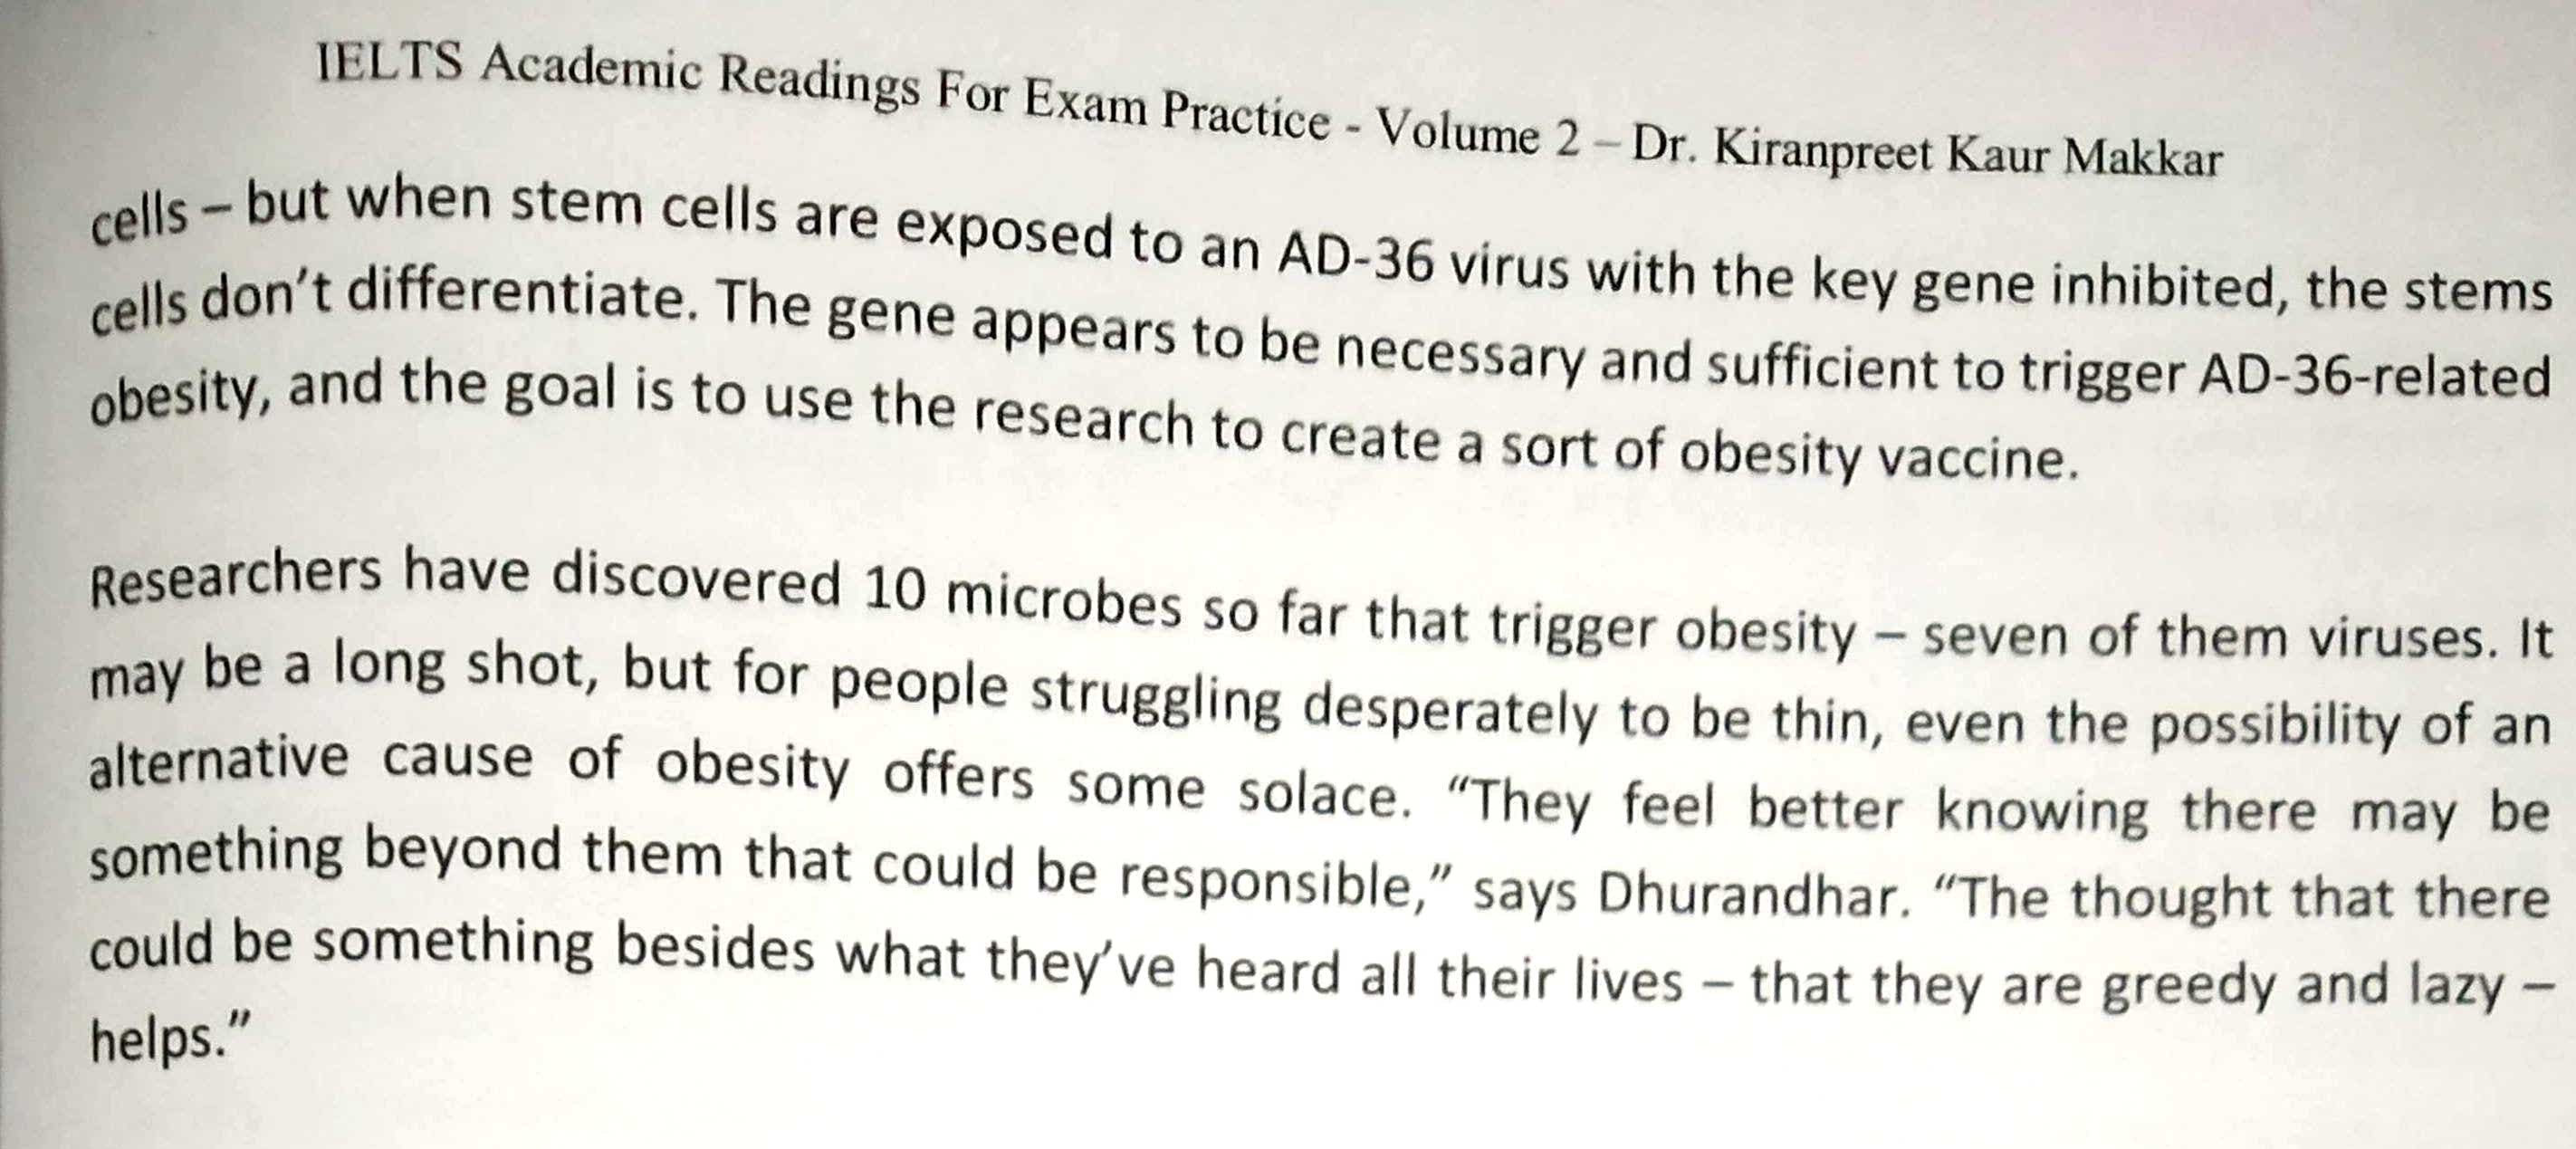 IELTS Academic Readings For Exam Practice - Volume 2 – Dr. Kiranpreet Kaur Makkar
cells – but when stem cells are exposed to an AD-36 virus with the key gene inhibited, the stems
cells don't differentiate. The gene appears to be necessary and sufficient to trigger AD-36-related
obesity, and the goal is to use the research to create a sort of obesity vaccine.
Researchers have discovered 10 microbes so far that trigger obesity – seven of them viruses. It
may be a long shot, but for people struggling desperately to be thin, even the possibility of an
alternative cause of obesity offers some solace. “They feel better knowing there may be
something beyond them that could be responsible,” says Dhurandhar. “The thought that there
could be something besides what they've heard all their lives – that they are greedy and lazy –
helps.”